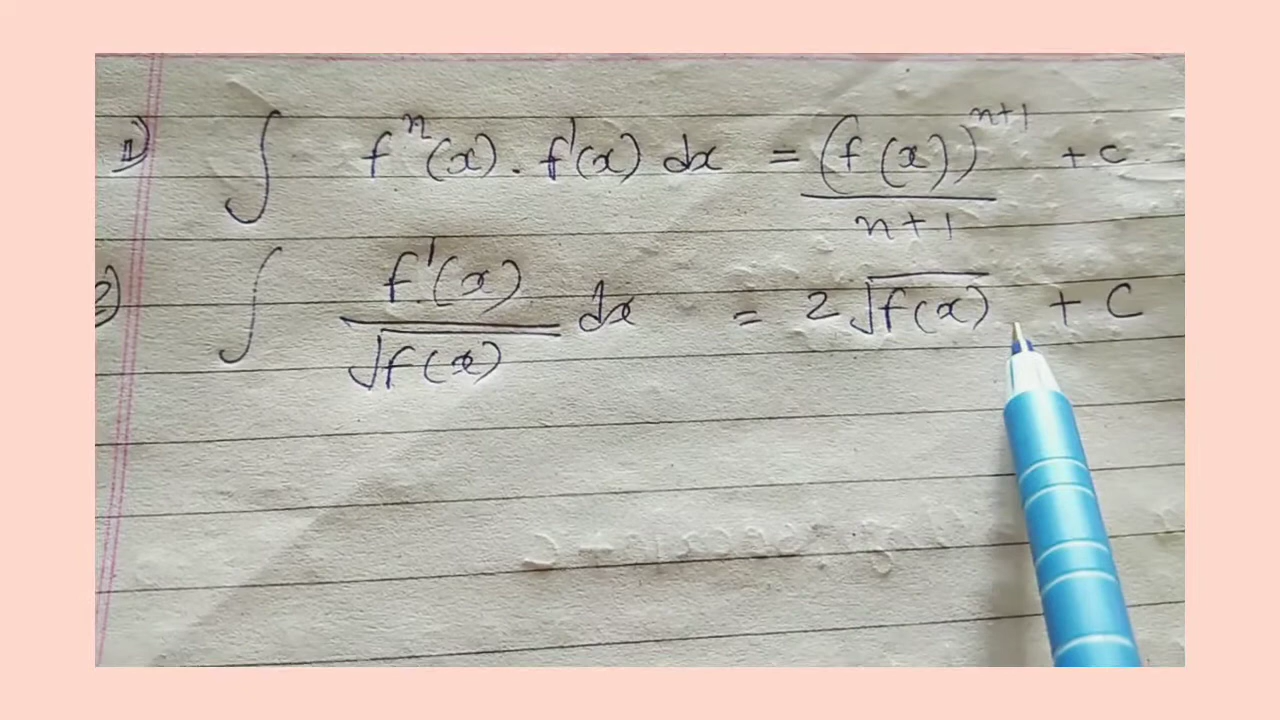 1) ∫ fⁿ(x) . f'(x) dx = (f(x))ⁿ⁺¹ / n+1 + c
2) ∫ f'(x) / √f(x) dx = 2√f(x) + C